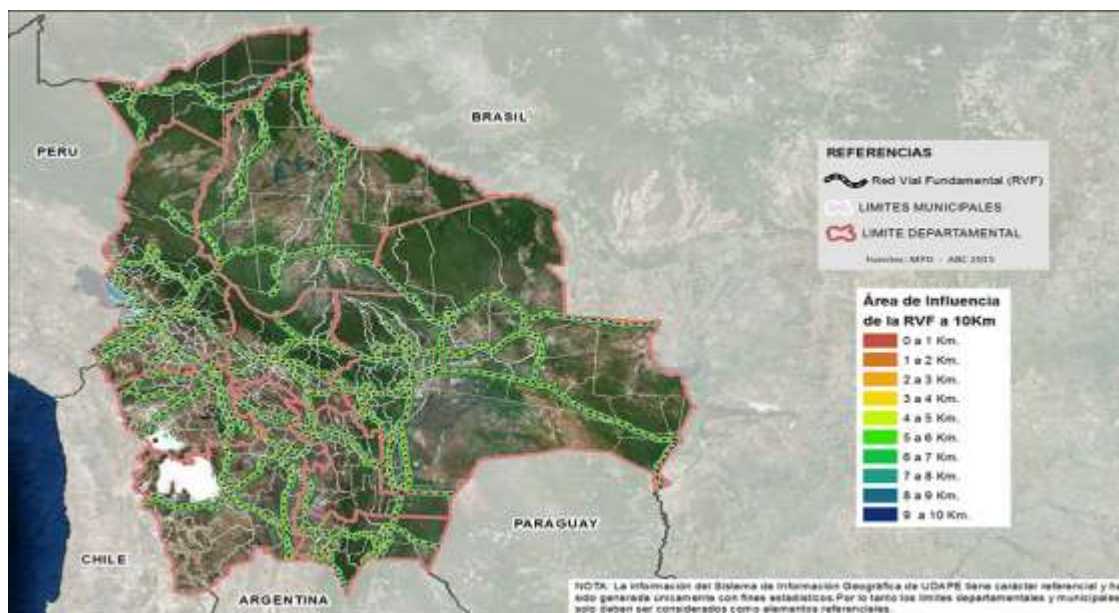 BRASIL
PERU
REFERENCIAS
Red Vial Fundamental (RVF)
LIMITES MUNICIPALES
LIMITE DEPARTAMENTAL
fuentes: MPD - ABC 2015
Área de Influencia
de la RVF a 10Km
0 a 1 Km.
1 a 2 Km.
2 a 3 Km.
3 a 4 Km.
4 a 5 Km.
5 a 6 Km.
6 a 7 Km.
7 a 8 Km.
8 a 9 Km.
9 a 10 Km.
PARAGUAY
CHILE
ARGENTINA
NOTA: La información del Sistema de Información Geográfica de UDAPE tiene carácter referencial y ha
sido generada únicamente con fines estadísticos. Por lo tanto los límites departamentales y municipales
solo deben ser considerados como elementos referenciales.